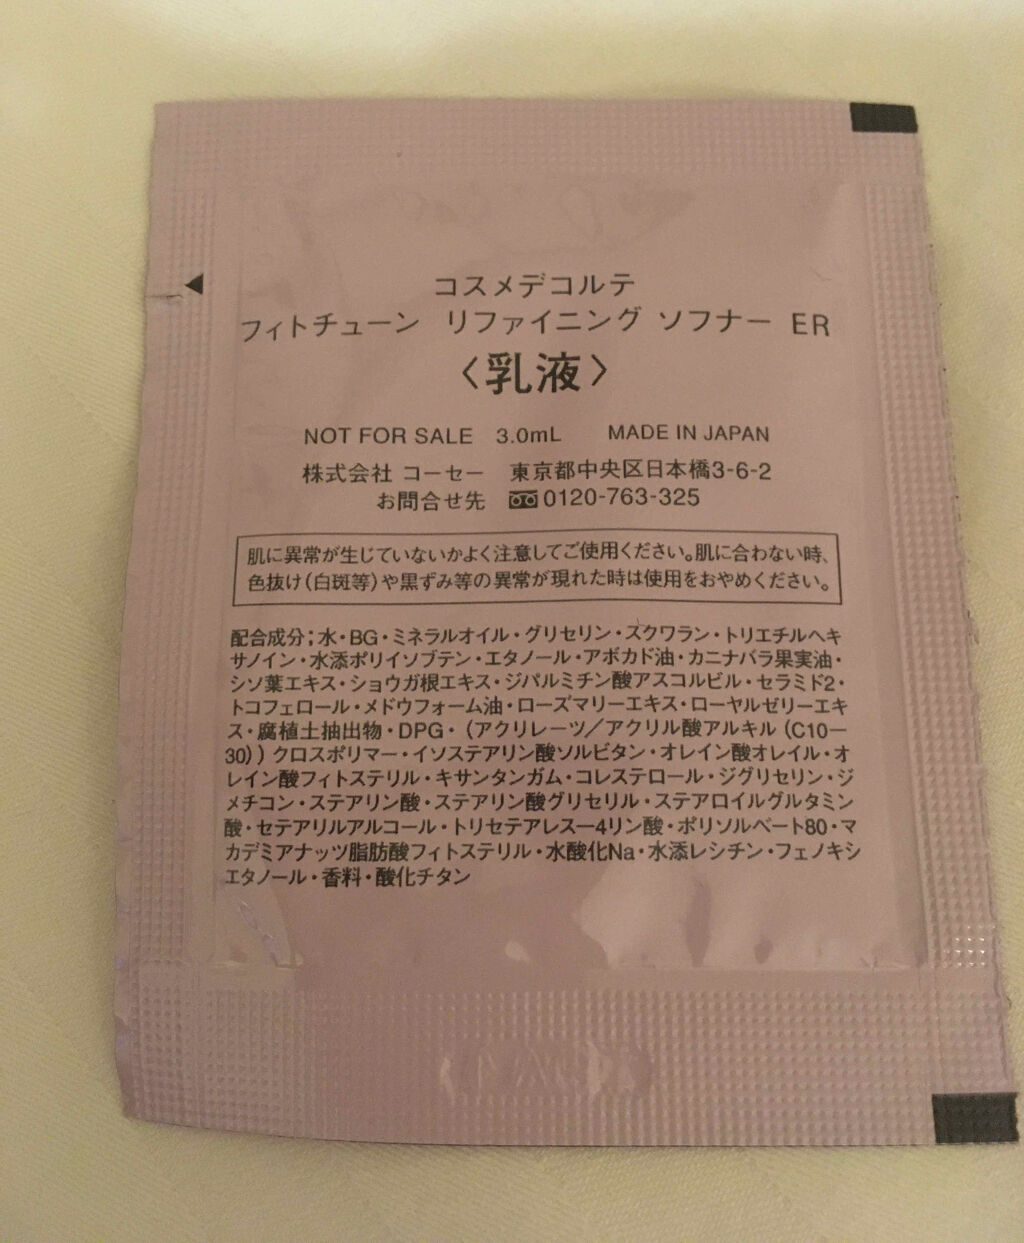 コスメデコルテ
フィトチューン リファイニング ソフナー ER
〈乳液〉
NOT FOR SALE 3.0mL MADE IN JAPAN
株式会社 コーセー 東京都中央区日本橋3-6-2
お問合せ先 0120-763-325
肌に異常が生じていないかよく注意してご使用ください。肌に合わない時、
色抜け(白斑等)や黒ずみ等の異常が現れた時は使用をおやめください。
配合成分;水・BG・ミネラルオイル・グリセリン・スクワラン・トリエチルヘキ
サノイン・水添ポリイソブテン・エタノール・アボカド油・カニナバラ果実油・
シソ葉エキス・ショウガ根エキス・ジパルミチン酸アスコルビル・セラミド2・
トコフェロール・メドウフォーム油・ローズマリーエキス・ローヤルゼリーエキ
ス・腐植土抽出物・DPG・(アクリレーツ/アクリル酸アルキル(C10ー
30))クロスポリマー・イソステアリン酸ソルビタン・オレイン酸オレイル・オ
レイン酸フィトステリル・キサンタンガム・コレステロール・ジグリセリン・ジ
メチコン・ステアリン酸・ステアリン酸グリセリル・ステアロイルグルタミン
酸・セテアリルアルコール・トリセテアレスー4リン酸・ポリソルベート80・マ
カデミアナッツ脂肪酸フィトステリル・水酸化Na・水添レシチン・フェノキシ
エタノール・香料・酸化チタン